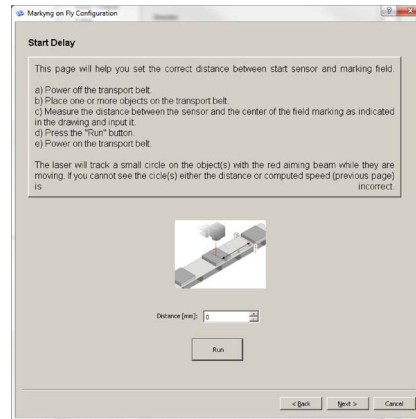 Markyng on Fly Configuration
Start Delay
This page will help you set the correct distance between start sensor and marking field.
a) Power off the transport belt.
b) Place one or more objects on the transport belt.
c) Measure the distance between the sensor and the center of the field marking as indicated
in the drawing and input it.
d) Press the "Run" button.
e) Power on the transport belt.
The laser will track a small circle on the object(s) with the red aiming beam while they are
moving. If you cannot see the cicle(s) either the distance or computed speed (previous page)
is incorrect.
Distance [mm]: 0
Run
< Back Next > Cancel